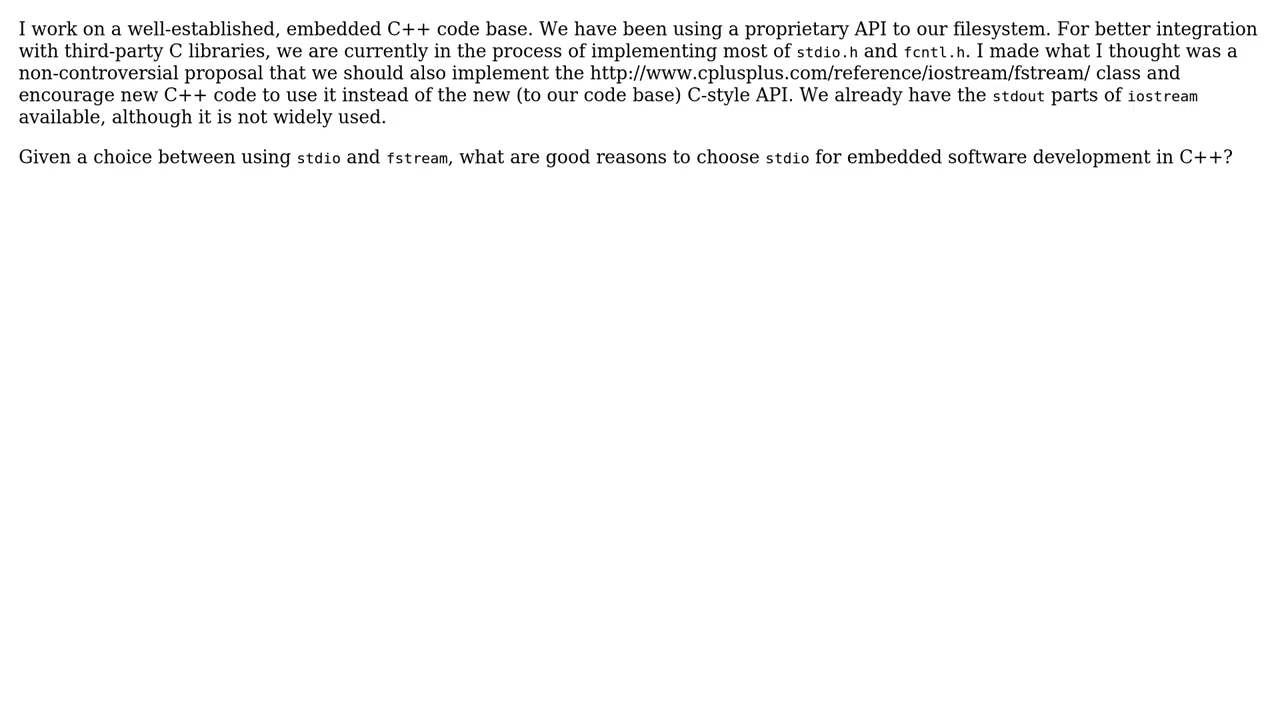 I work on a well-established, embedded C++ code base. We have been using a proprietary API to our filesystem. For better integration
with third-party C libraries, we are currently in the process of implementing most of stdio.h and fcntl.h. I made what I thought was a
non-controversial proposal that we should also implement the http://www.cplusplus.com/reference/iostream/fstream/ class and
encourage new C++ code to use it instead of the new (to our code base) C-style API. We already have the stdout parts of iostream
available, although it is not widely used.
Given a choice between using stdio and fstream, what are good reasons to choose stdio for embedded software development in C++?